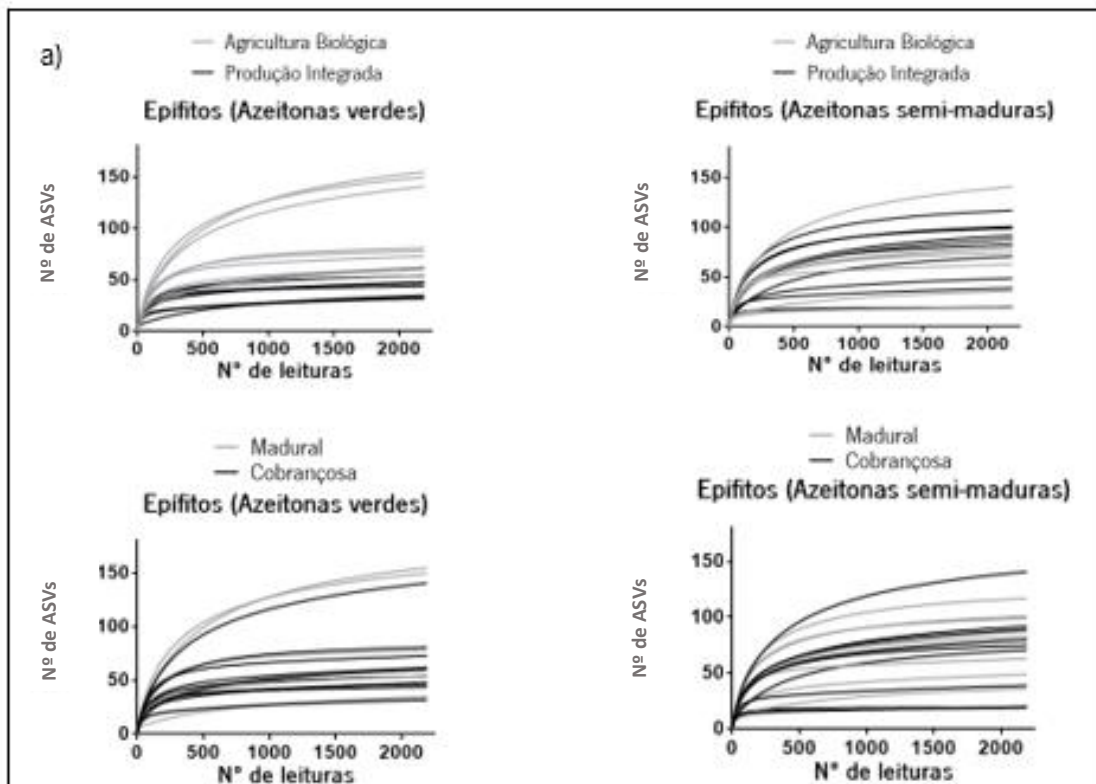 a)
Agricultura Biológica
Produção Integrada
Epífitos (Azeitonas verdes)
Nº de ASVs
150
100
50
0
0 500 1000 1500 2000
N° de leituras
Agricultura Biológica
Produção Integrada
Epífitos (Azeitonas semi-maduras)
Nº de ASVs
150
100
50
0
0 500 1000 1500 2000
N° de leituras
Madural
Cobrançosa
Epífitos (Azeitonas verdes)
Nº de ASVs
150
100
50
0
0 500 1000 1500 2000
N° de leituras
Madural
Cobrançosa
Epífitos (Azeitonas semi-maduras)
Nº de ASVs
150
100
50
0
0 500 1000 1500 2000
N° de leituras